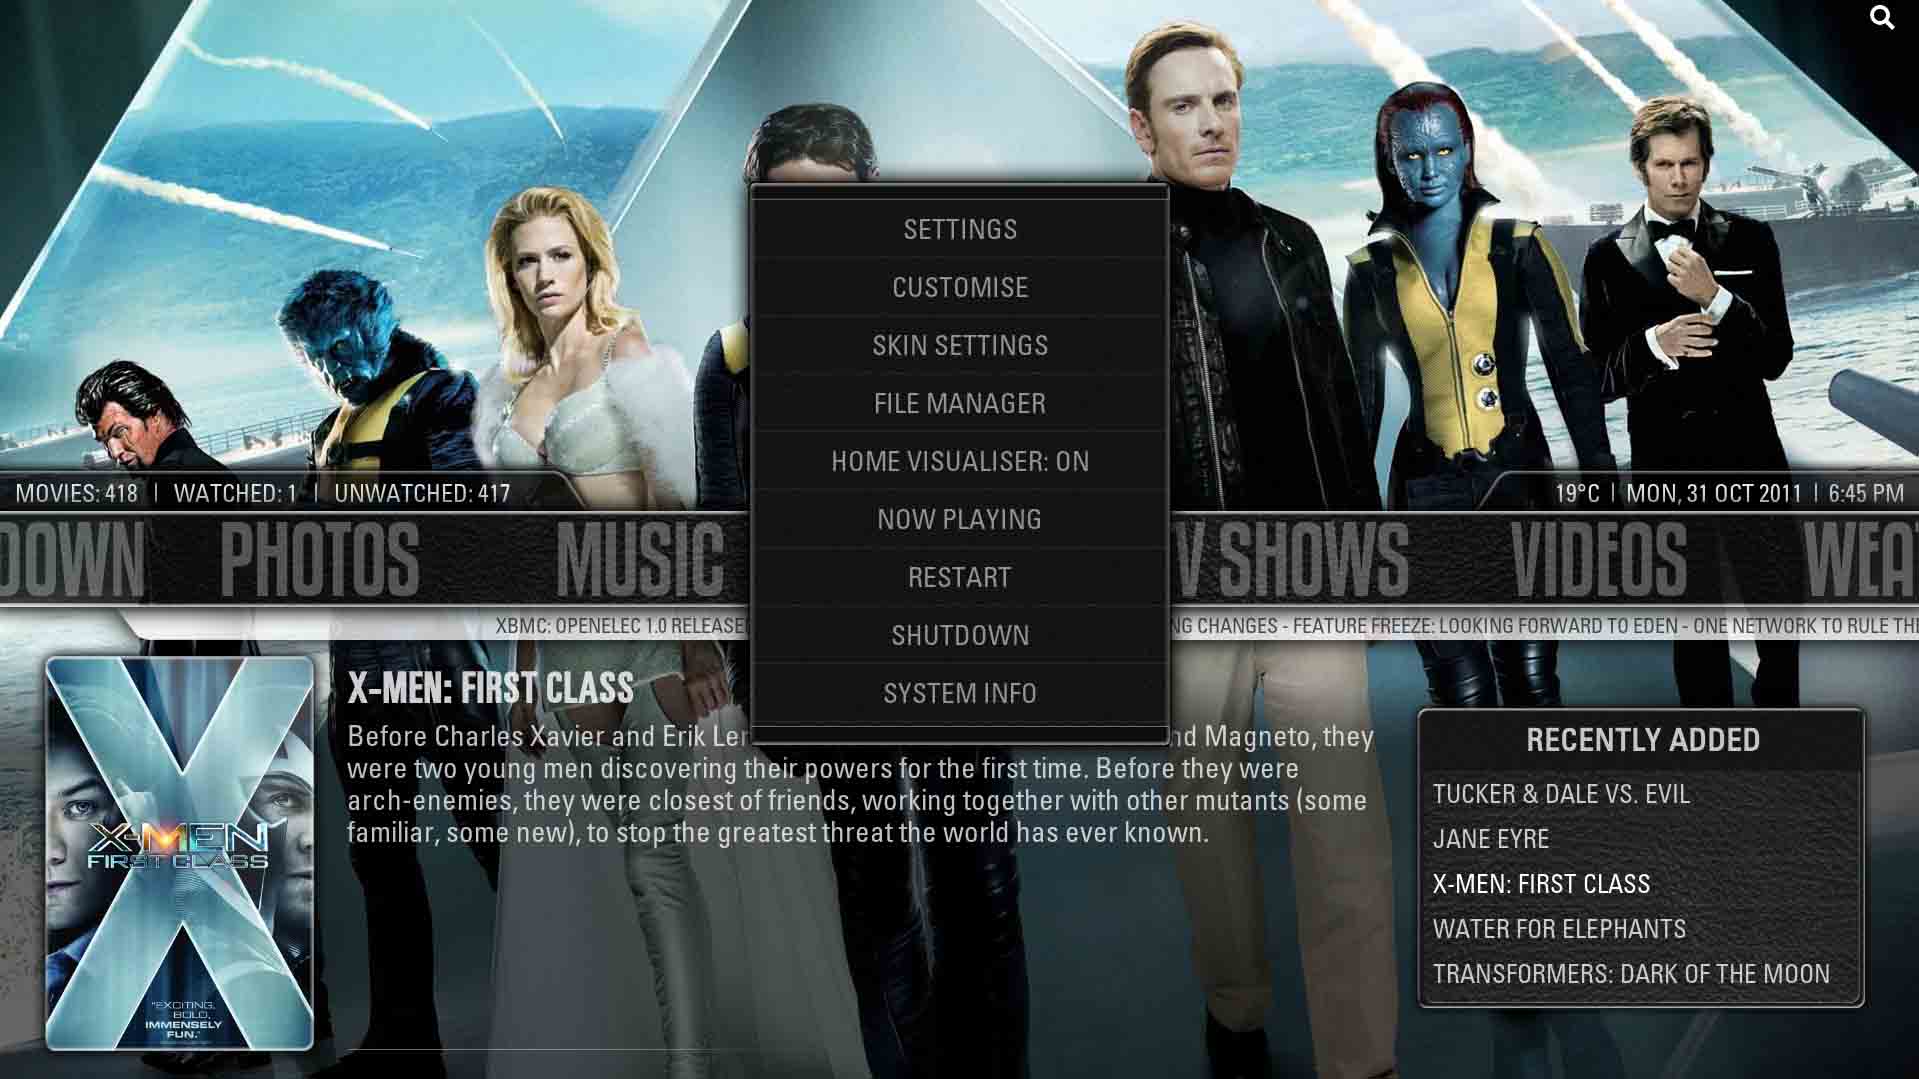 SETTINGS
CUSTOMISE
SKIN SETTINGS
FILE MANAGER
HOME VISUALISER: ON
NOW PLAYING
RESTART
SHUTDOWN
SYSTEM INFO
MOVIES: 418 | WATCHED: 1 | UNWATCHED: 417
19°C | MON, 31 OCT 2011 | 6:45 PM
DOWN PHOTOS MUSIC V SHOWS VIDEOS WEA
XBMC: OPENELEC 1.0 RELEASE NG CHANGES - FEATURE FREEZE: LOOKING FORWARD TO EDEN - ONE NETWORK TO RULE TH
X-MEN: FIRST CLASS
Before Charles Xavier and Erik Le nd Magneto, they
were two young men discovering their powers for the first time. Before they were
arch-enemies, they were closest of friends, working together with other mutants (some
familiar, some new), to stop the greatest threat the world has ever known.
X-MEN
FIRST CLASS
"EXCITING,
BOLD,
IMMENSELY
FUN."
RECENTLY ADDED
TUCKER & DALE VS. EVIL
JANE EYRE
X-MEN: FIRST CLASS
WATER FOR ELEPHANTS
TRANSFORMERS: DARK OF THE MOON